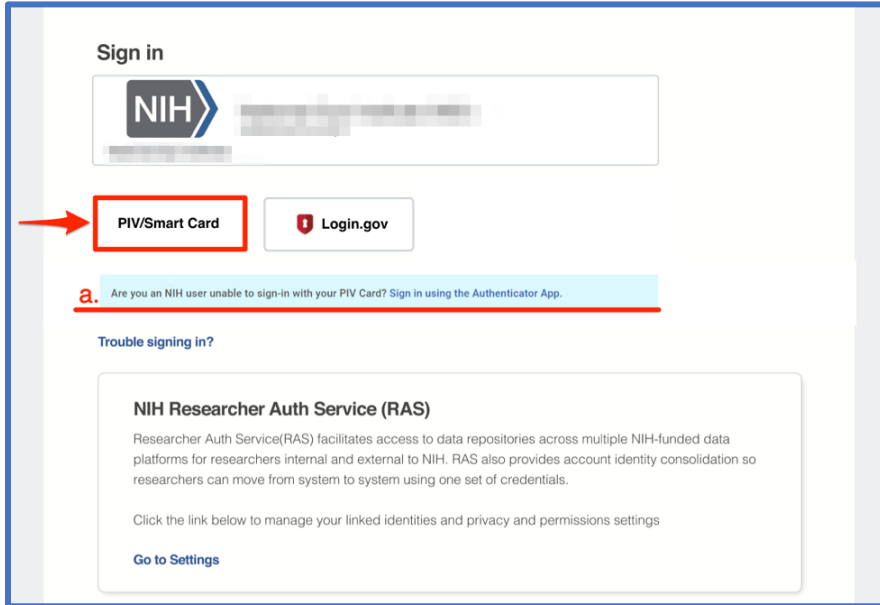 Sign in
NIH
PIV/Smart Card
Login.gov
a.
Are you an NIH user unable to sign-in with your PIV Card? Sign in using the Authenticator App.
Trouble signing in?
NIH Researcher Auth Service (RAS)
Researcher Auth Service(RAS) facilitates access to data repositories across multiple NIH-funded data
platforms for researchers internal and external to NIH. RAS also provides account identity consolidation so
researchers can move from system to system using one set of credentials.
Click the link below to manage your linked identities and privacy and permissions settings
Go to Settings